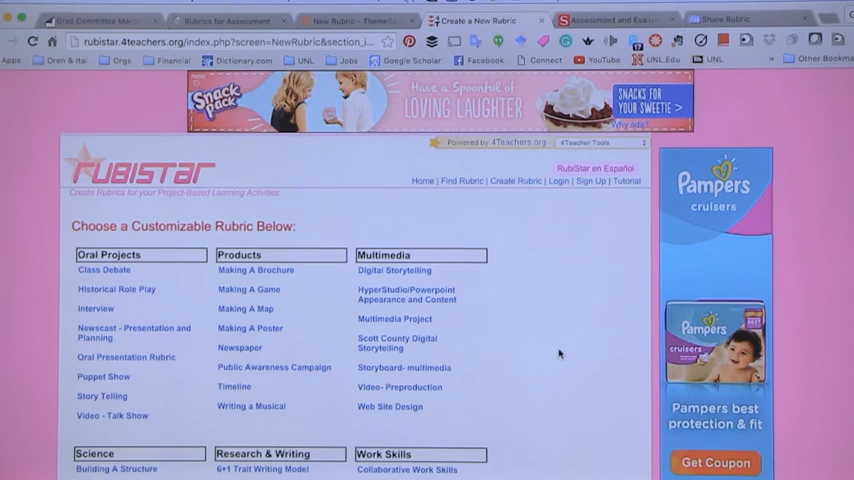 Grad Committee Mar
Rubrics for Assessment
New Rubric - ThemeS
Create a New Rubric
Assessment and Eva
Share Rubric
rubistar.4teachers.org/index.php?screen=NewRubric&section_i...
17
Apps
Oren & Ital
Orgs
Financial
Dictionary.com
UNL
Jobs
Google Scholar
Facebook
Connect
YouTube
UNL.Edu
UNL
»
Other Bookma
Snack Pack
HAVE A SPOONFUL OF
LOVING LAUGHTER
SNACKS FOR
YOUR SWEETIE >
Why ads?
Powered by 4Teachers.org
4Teacher Tools
RUBISTAR
Create Rubrics for your Project-Based Learning Activities
RubiStar en Español
Home | Find Rubric | Create Rubric | Login | Sign Up | Tutorial
Choose a Customizable Rubric Below:
Oral Projects
Class Debate
Historical Role Play
Interview
Newscast - Presentation and
Planning
Oral Presentation Rubric
Puppet Show
Story Telling
Video - Talk Show
Products
Making A Brochure
Making A Game
Making A Map
Making A Poster
Newspaper
Public Awareness Campaign
Timeline
Writing a Musical
Multimedia
Digital Storytelling
HyperStudio/Powerpoint
Appearance and Content
Multimedia Project
Scott County Digital
Storytelling
Storyboard- multimedia
Video- Preproduction
Web Site Design
Science
Building A Structure
Research & Writing
6+1 Trait Writing Model
Work Skills
Collaborative Work Skills
Pampers
cruisers
Pampers
cruisers
Pampers best
protection & fit
Get Coupon